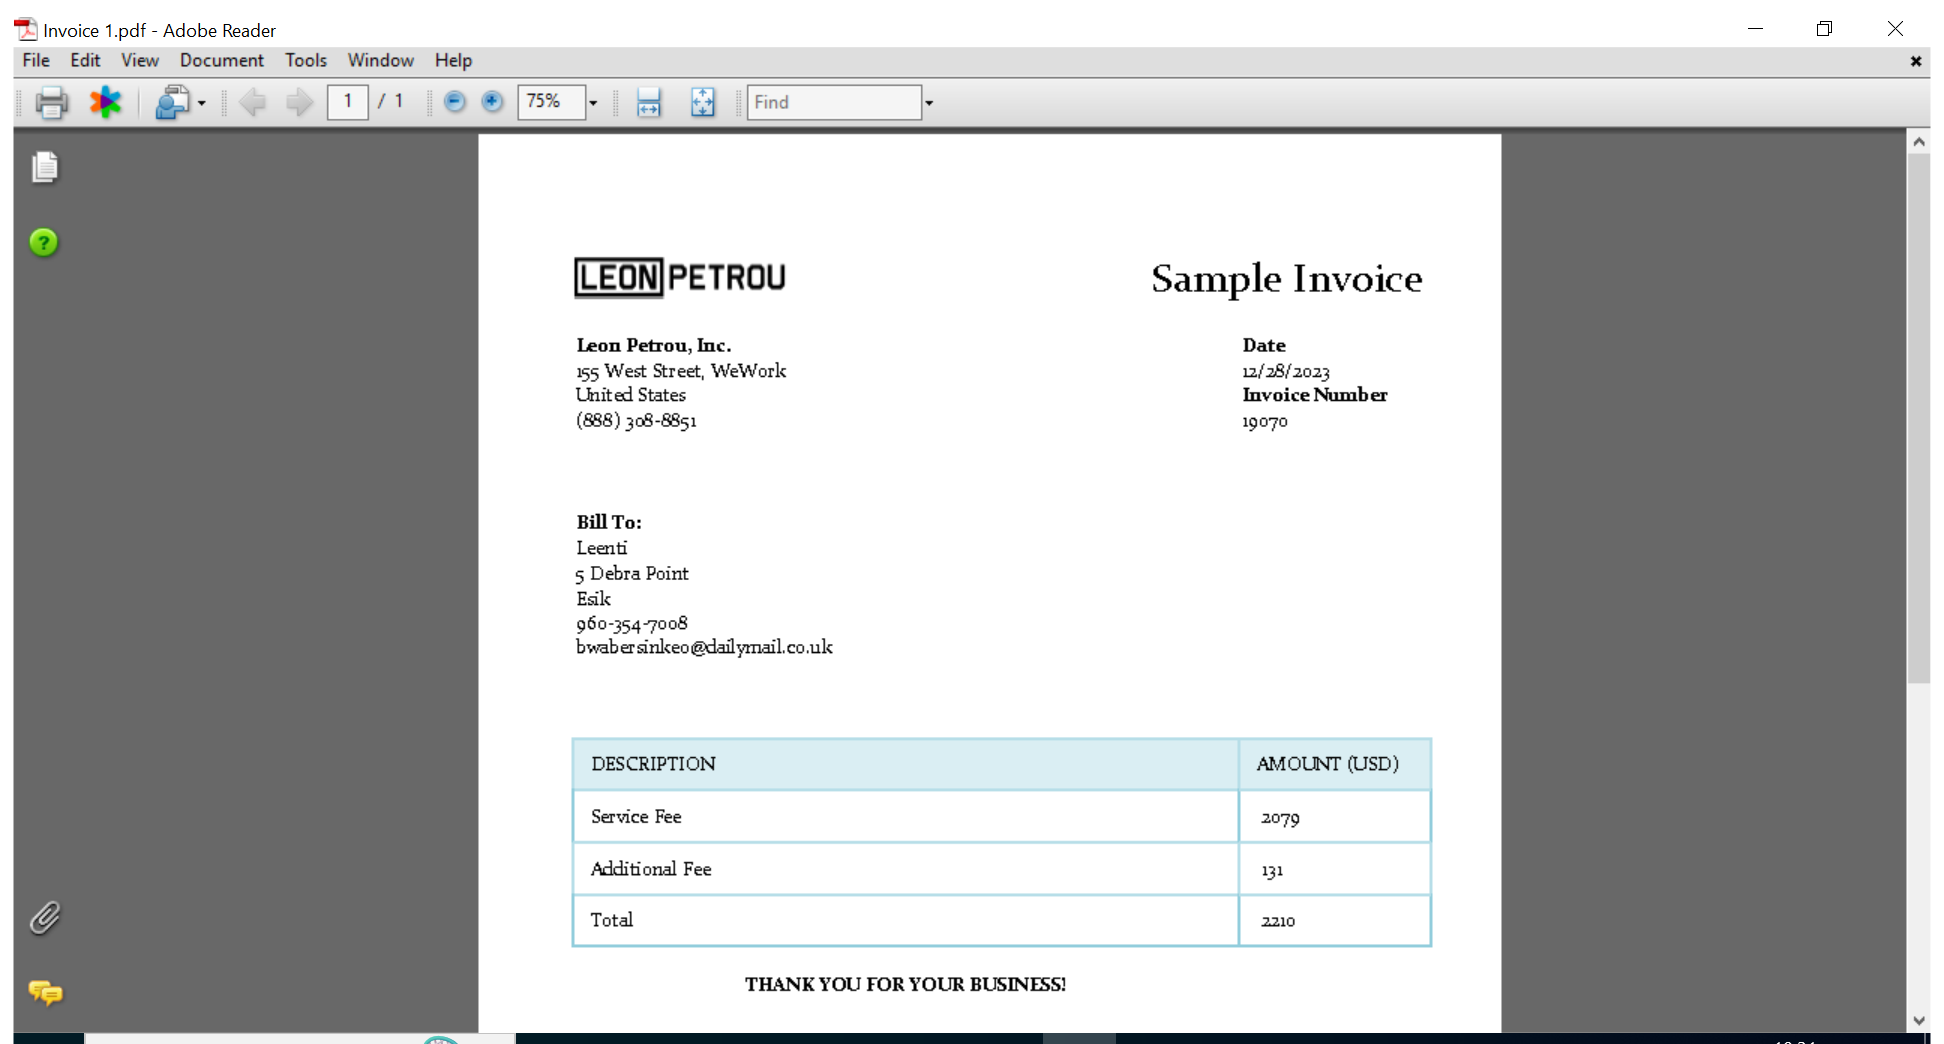 Invoice 1.pdf - Adobe Reader
File Edit View Document Tools Window Help
1 / 1 75% Find
LEON PETROU
Sample Invoice
Leon Petrou, Inc.
155 West Street, WeWork
United States
(888) 308-8851
Date
12/28/2023
Invoice Number
19070
Bill To:
Leenti
5 Debra Point
Esik
960-354-7008
bwabersinke0@dailymail.co.uk
DESCRIPTION AMOUNT (USD)
Service Fee 2079
Additional Fee 131
Total 2210
THANK YOU FOR YOUR BUSINESS!